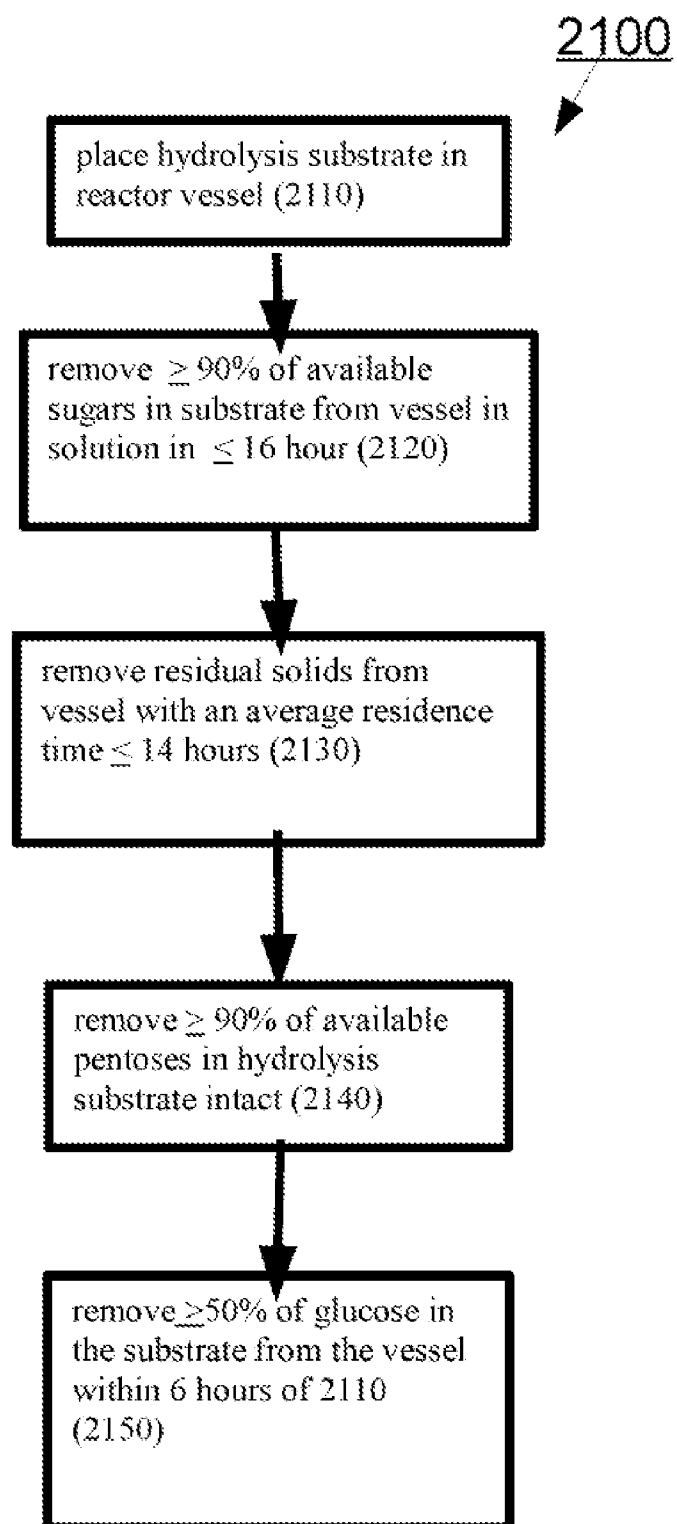 2100
place hydrolysis substrate in
reactor vessel (2110)
remove ≥ 90% of available
sugars in substrate from vessel in
solution in ≤ 16 hour (2120)
remove residual solids from
vessel with an average residence
time ≤ 14 hours (2130)
remove ≥ 90% of available
pentoses in hydrolysis
substrate intact (2140)
remove ≥50% of glucose in
the substrate from the vessel
within 6 hours of 2110
(2150)